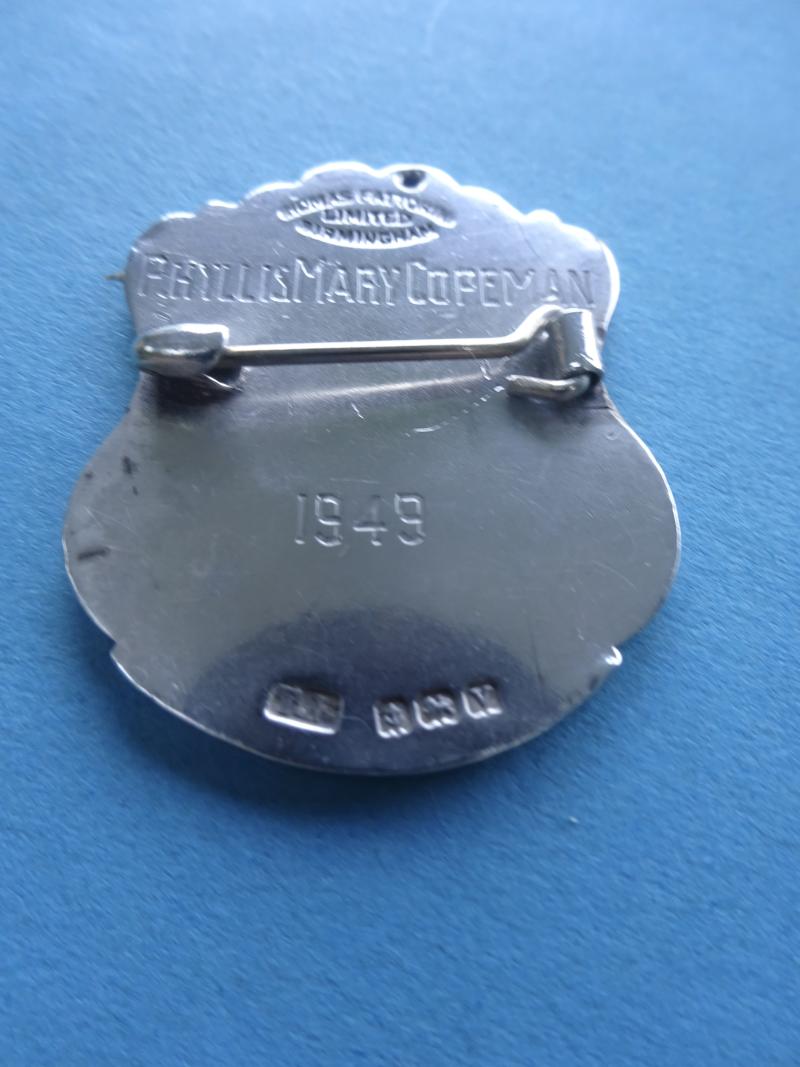 THOMAS FATTORINI
LIMITED
BIRMINGHAM
PHYLLIS MARY COPEMAN
1949